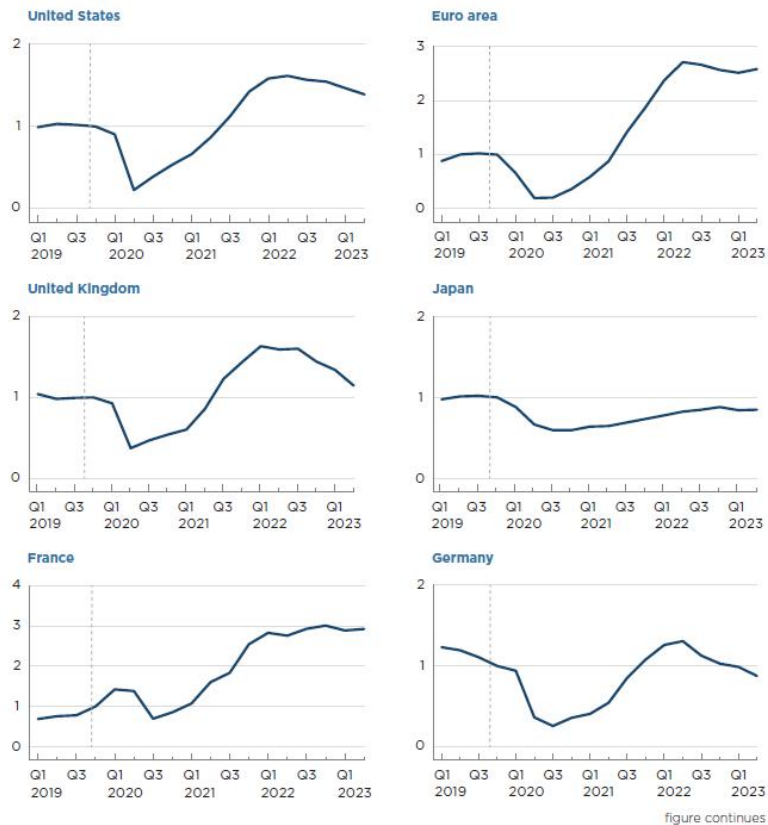 United States
2
1
0
Q1 Q3 Q1 Q3 Q1 Q3 Q1 Q3 Q1
2019 2020 2021 2022 2023
Euro area
3
2
1
0
Q1 Q3 Q1 Q3 Q1 Q3 Q1 Q3 Q1
2019 2020 2021 2022 2023
United Kingdom
2
1
0
Q1 Q3 Q1 Q3 Q1 Q3 Q1 Q3 Q1
2019 2020 2021 2022 2023
Japan
2
1
0
Q1 Q3 Q1 Q3 Q1 Q3 Q1 Q3 Q1
2019 2020 2021 2022 2023
France
4
3
2
1
0
Q1 Q3 Q1 Q3 Q1 Q3 Q1 Q3 Q1
2019 2020 2021 2022 2023
Germany
2
1
0
Q1 Q3 Q1 Q3 Q1 Q3 Q1 Q3 Q1
2019 2020 2021 2022 2023
figure continues